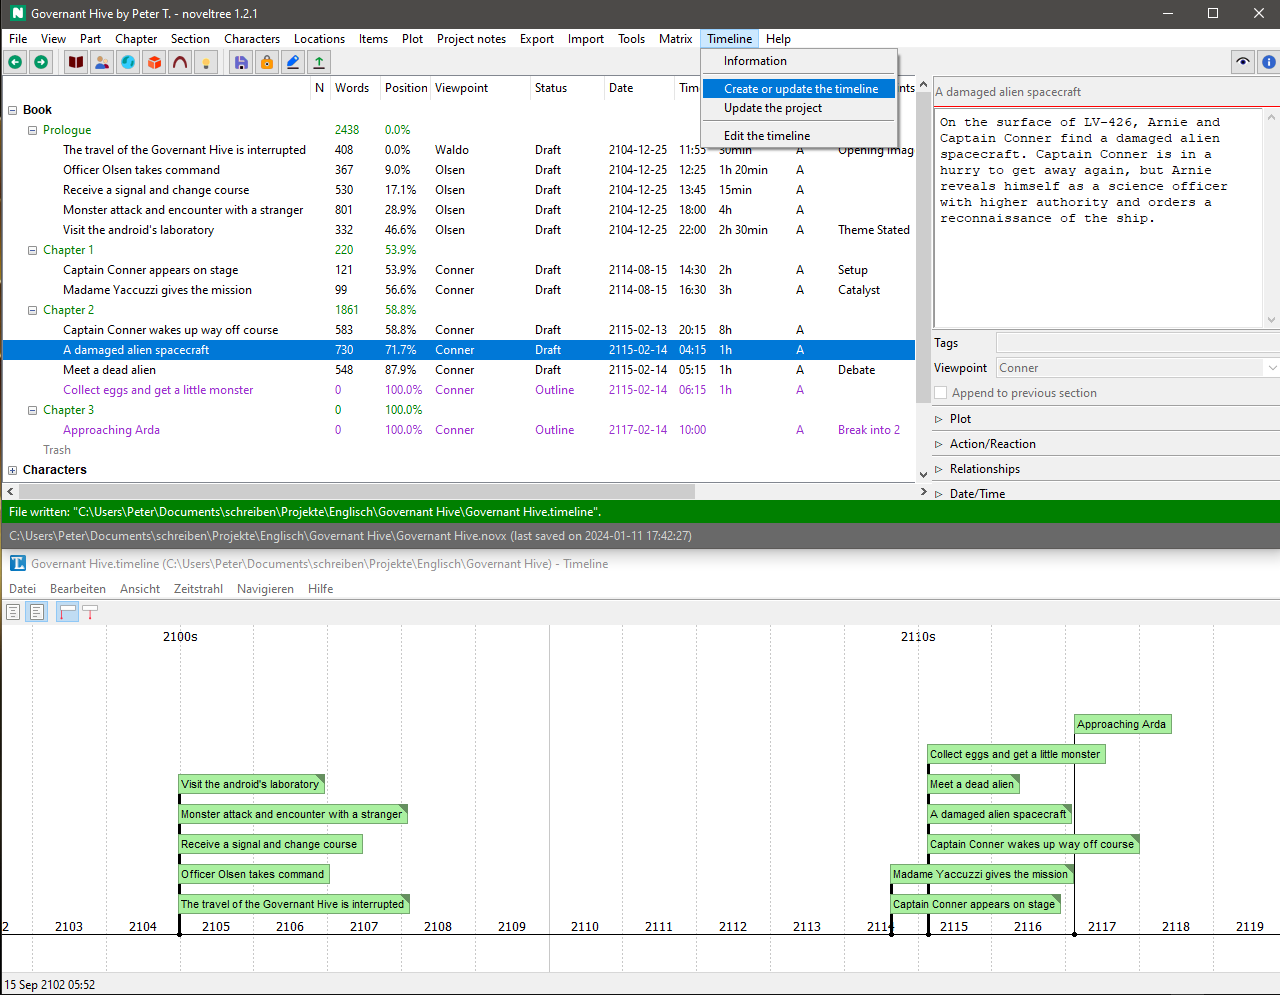 Governant Hive by Peter T. - noveltree 1.2.1
File View Part Chapter Section Characters Locations Items Plot Project notes Export Import Tools Matrix Timeline Help
Information
Create or update the timeline
Update the project
Edit the timeline
N Words Position Viewpoint Status Date Tim nts
Book
Prologue 2438 0.0%
The travel of the Governant Hive is interrupted 408 0.0% Waldo Draft 2104-12-25 11:55 30min A Opening Imag
Officer Olsen takes command 367 9.0% Olsen Draft 2104-12-25 12:25 1h 20min A
Receive a signal and change course 530 17.1% Olsen Draft 2104-12-25 13:45 15min A
Monster attack and encounter with a stranger 801 28.9% Olsen Draft 2104-12-25 18:00 4h A
Visit the android's laboratory 332 46.6% Olsen Draft 2104-12-25 22:00 2h 30min A Theme Stated
Chapter 1 220 53.9%
Captain Conner appears on stage 121 53.9% Conner Draft 2114-08-15 14:30 2h A Setup
Madame Yaccuzzi gives the mission 99 56.6% Conner Draft 2114-08-15 16:30 3h A Catalyst
Chapter 2 1861 58.8%
Captain Conner wakes up way off course 583 58.8% Conner Draft 2115-02-13 20:15 8h A
A damaged alien spacecraft 730 71.7% Conner Draft 2115-02-14 04:15 1h A
Meet a dead alien 548 87.9% Conner Draft 2115-02-14 05:15 1h A Debate
Collect eggs and get a little monster 0 100.0% Conner Outline 2115-02-14 06:15 1h A
Chapter 3 0 100.0%
Approaching Arda 0 100.0% Conner Outline 2117-02-14 10:00 A Break into 2
Trash
Characters
A damaged alien spacecraft
On the surface of LV-426, Arnie and
Captain Conner find a damaged alien
spacecraft. Captain Conner is in a
hurry to get away again, but Arnie
reveals himself as a science officer
with higher authority and orders a
reconnaissance of the ship.
Tags
Viewpoint Conner
Append to previous section
Plot
Action/Reaction
Relationships
Date/Time
File written: "C:\Users\Peter\Documents\schreiben\Projekte\Englisch\Governant Hive\Governant Hive.timeline".
C:\Users\Peter\Documents\schreiben\Projekte\Englisch\Governant Hive\Governant Hive.novx (last saved on 2024-01-11 17:42:27)
Governant Hive.timeline (C:\Users\Peter\Documents\schreiben\Projekte\Englisch\Governant Hive) - Timeline
Datei Bearbeiten Ansicht Zeitstrahl Navigieren Hilfe
2100s 2110s
Approaching Arda
Collect eggs and get a little monster
Visit the android's laboratory Meet a dead alien
Monster attack and encounter with a stranger A damaged alien spacecraft
Receive a signal and change course Captain Conner wakes up way off course
Officer Olsen takes command Madame Yaccuzzi gives the mission
The travel of the Governant Hive is interrupted Captain Conner appears on stage
2 2103 2104 2105 2106 2107 2108 2109 2110 2111 2112 2113 2114 2115 2116 2117 2118 2119
15 Sep 2102 05:52